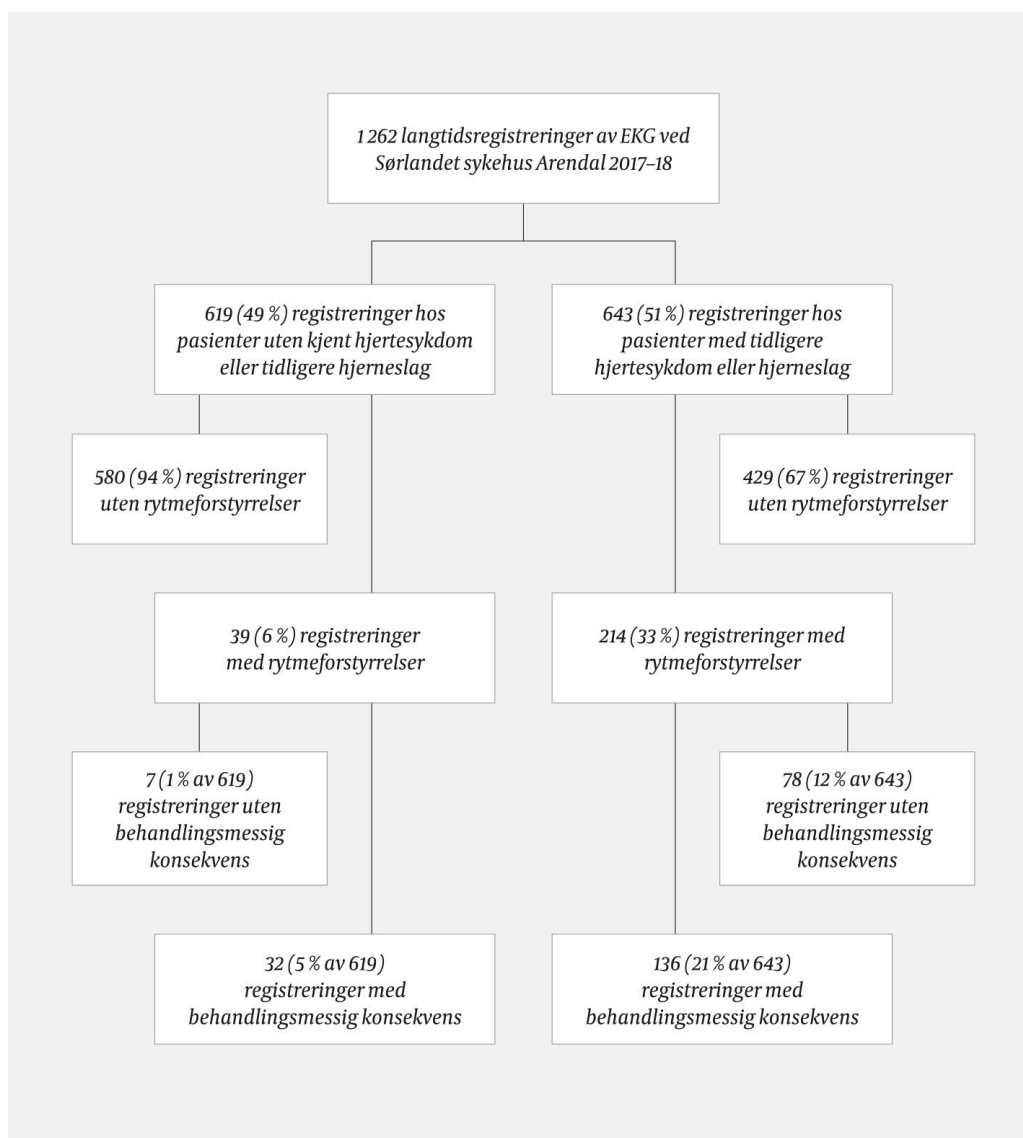 1 262 langtidsregistreringer av EKG ved
Sørlandet sykehus Arendal 2017–18
619 (49 %) registreringer hos
pasienter uten kjent hjertesykdom
eller tidligere hjerneslag
643 (51 %) registreringer hos
pasienter med tidligere
hjertesykdom eller hjerneslag
580 (94 %) registreringer
uten rytmeforstyrrelser
429 (67 %) registreringer
uten rytmeforstyrrelser
39 (6 %) registreringer
med rytmeforstyrrelser
214 (33 %) registreringer med
rytmeforstyrrelser
7 (1 % av 619)
registreringer uten
behandlingsmessig
konsekvens
78 (12 % av 643)
registreringer uten
behandlingsmessig
konsekvens
32 (5 % av 619)
registreringer med
behandlingsmessig konsekvens
136 (21 % av 643)
registreringer med
behandlingsmessig konsekvens